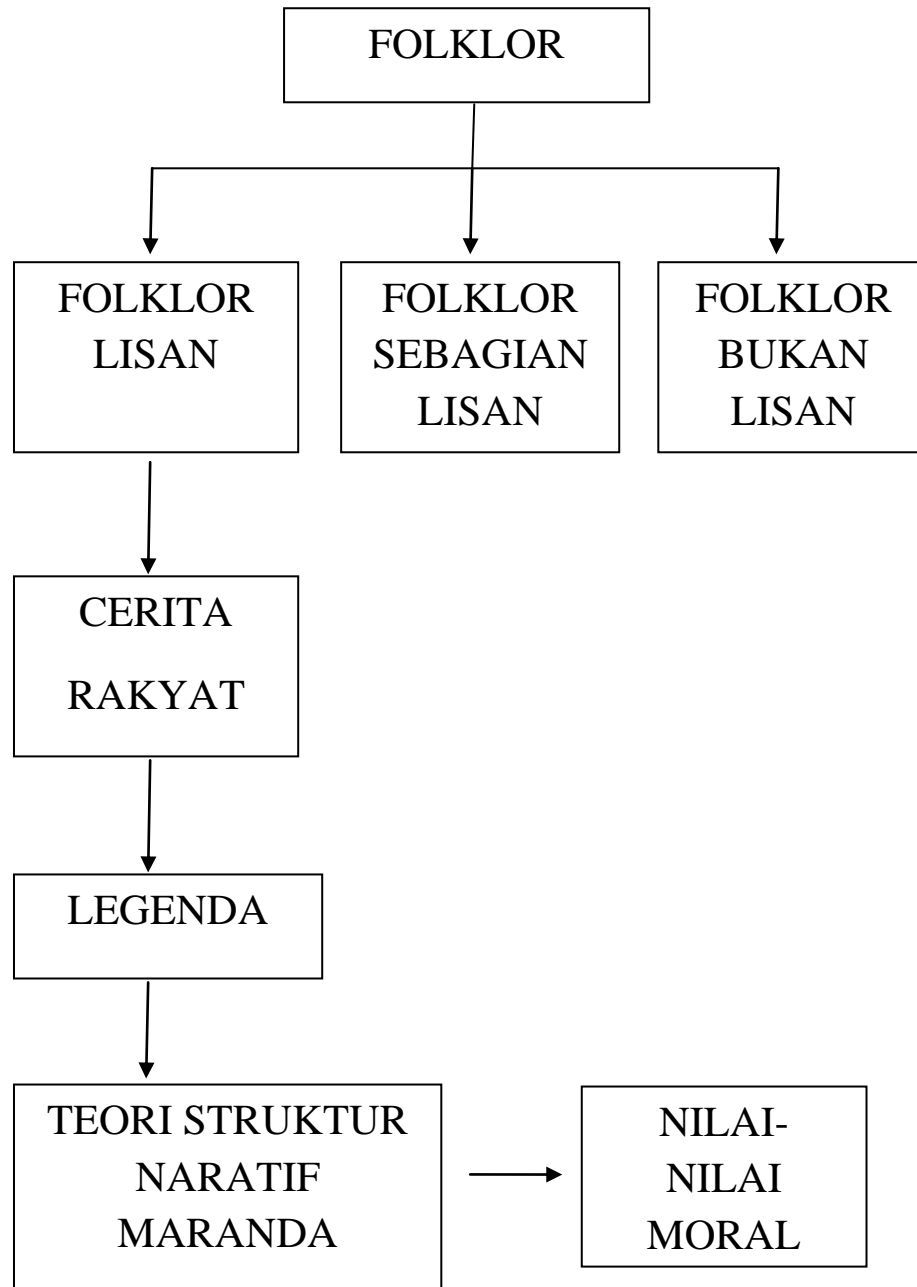 FOLKLOR
FOLKLOR
LISAN
FOLKLOR
SEBAGIAN
LISAN
FOLKLOR
BUKAN
LISAN
CERITA
RAKYAT
LEGENDA
TEORI STRUKTUR
NARATIF
MARANDA
NILAI-
NILAI
MORAL